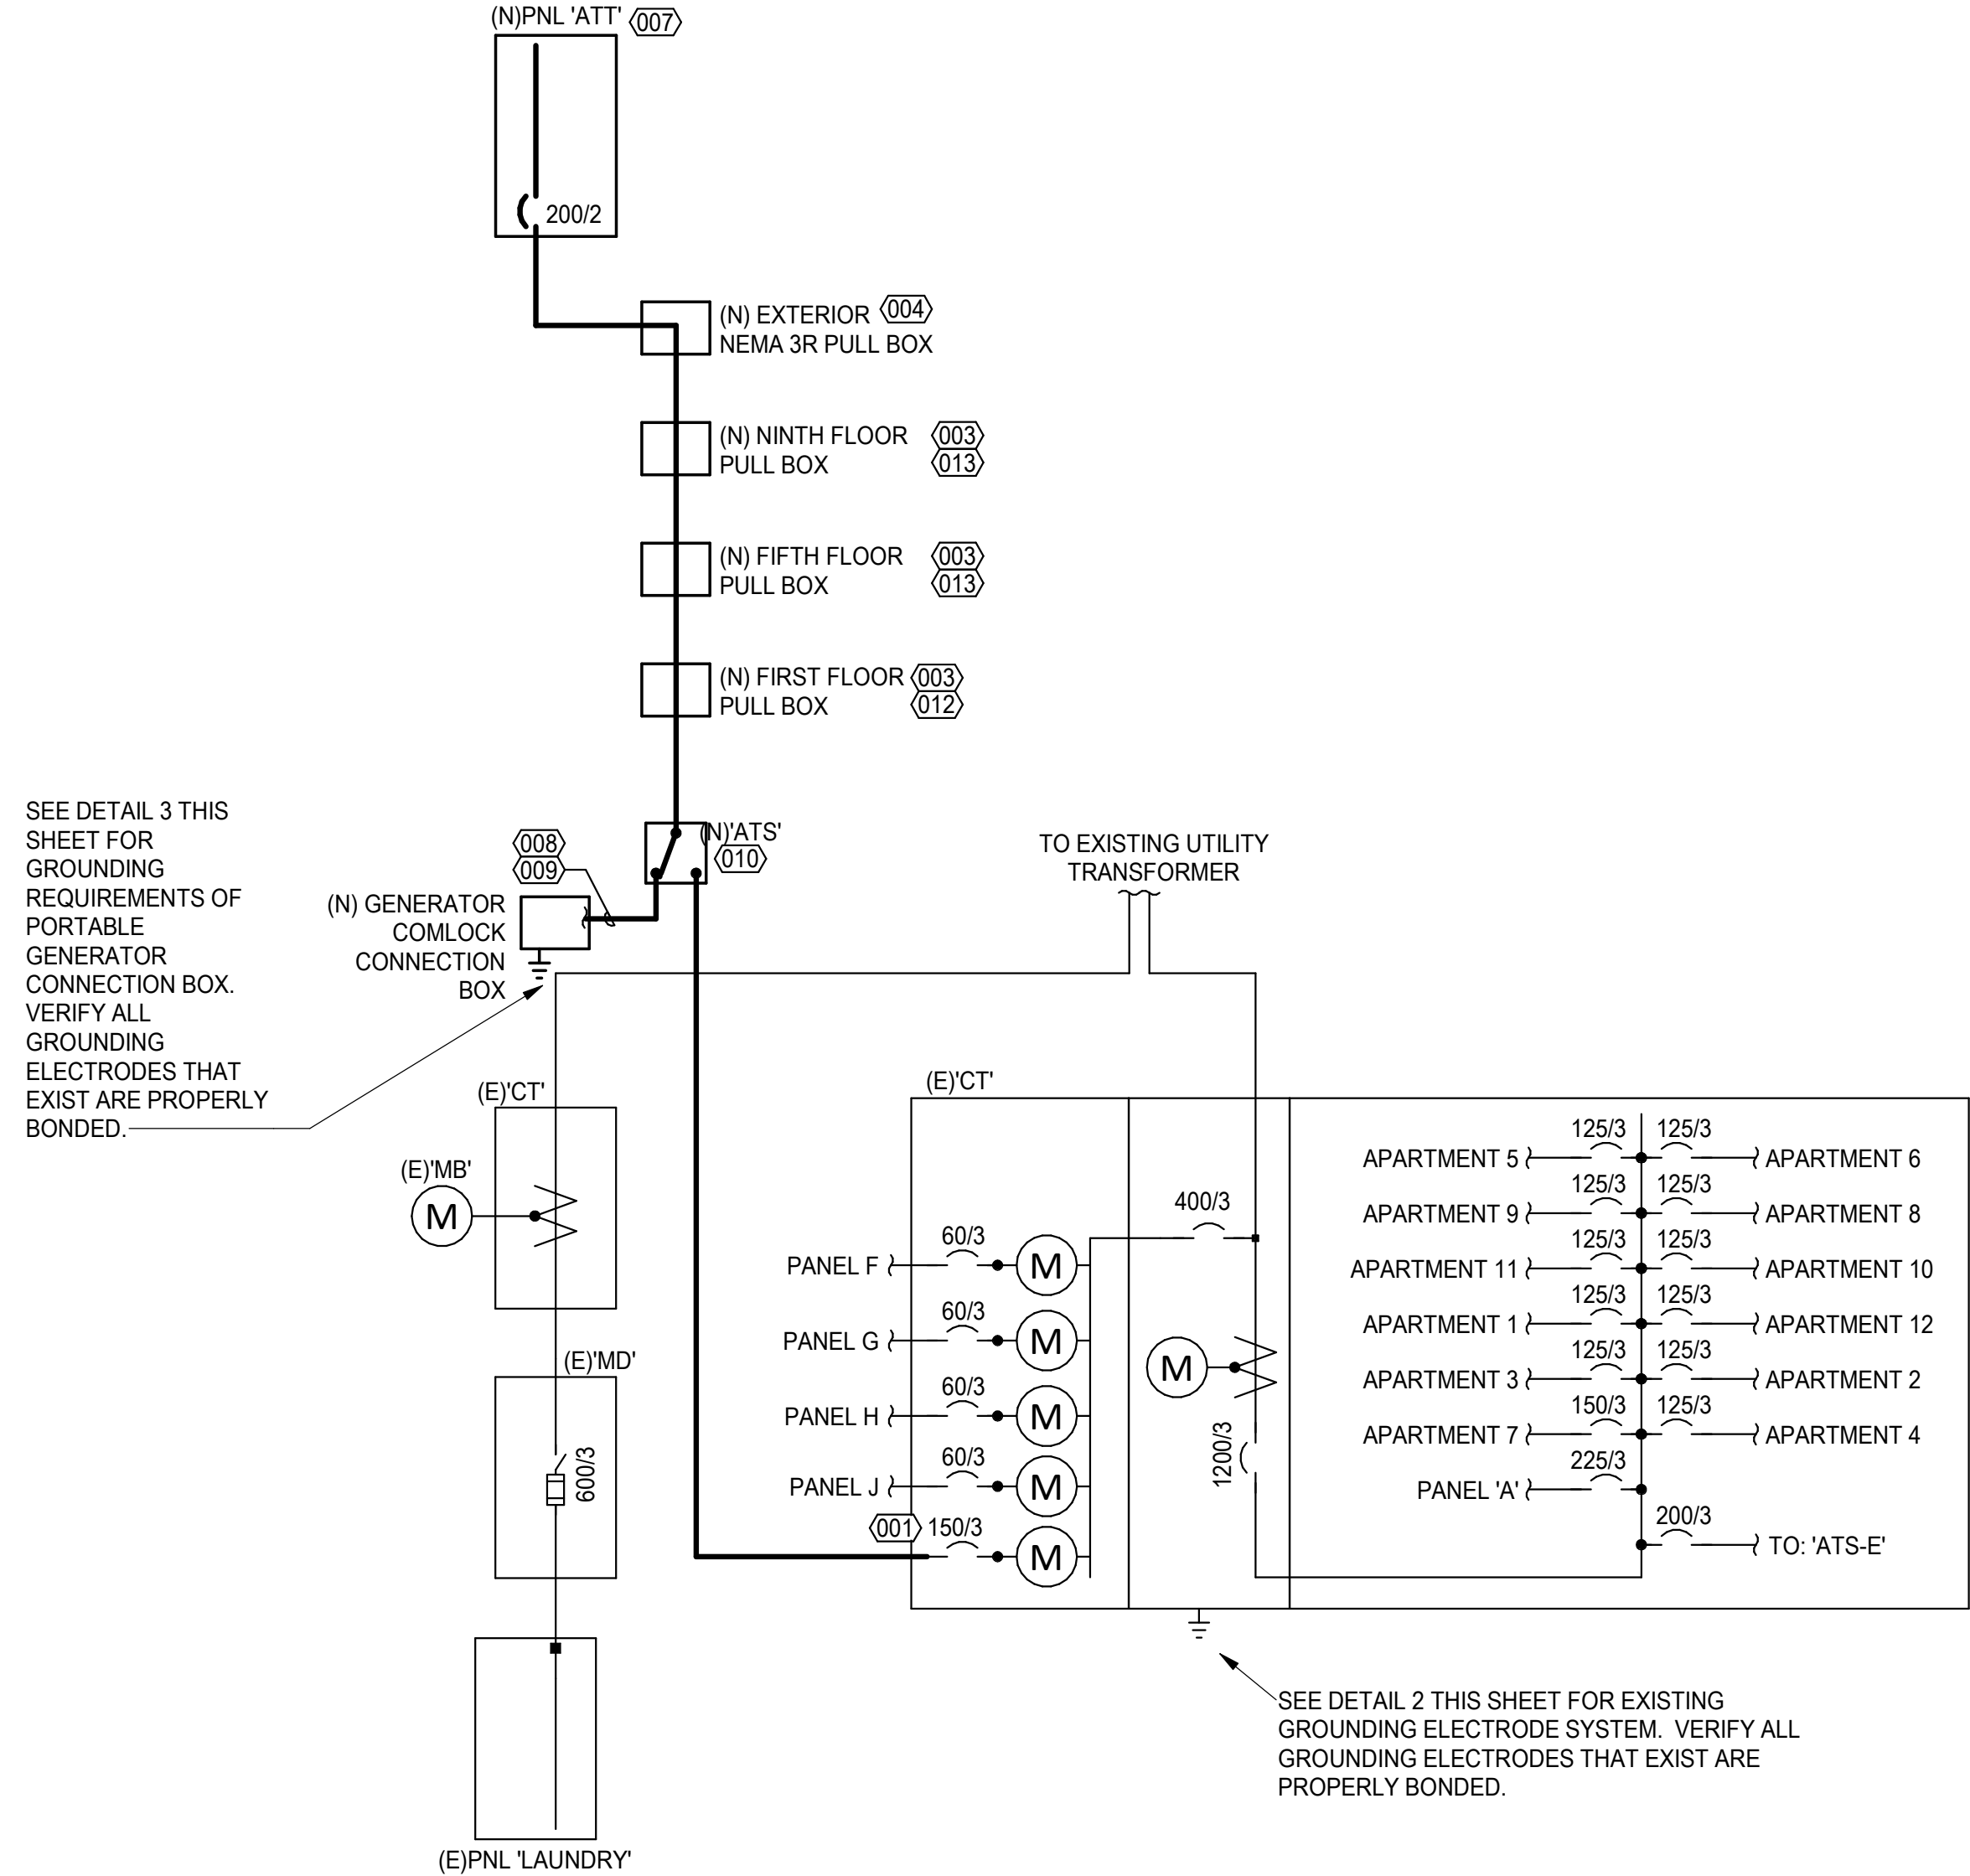 (N)PNL 'ATT' 007
200/2
(N) EXTERIOR 004
NEMA 3R PULL BOX
(N) NINTH FLOOR 003
PULL BOX 013
(N) FIFTH FLOOR 003
PULL BOX 013
(N) FIRST FLOOR 003
PULL BOX 012
SEE DETAIL 3 THIS
SHEET FOR
GROUNDING
REQUIREMENTS OF
PORTABLE
GENERATOR
CONNECTION BOX.
VERIFY ALL
GROUNDING
ELECTRODES THAT
EXIST ARE PROPERLY
BONDED.
(N)'ATS'
010
008
009
(N) GENERATOR
COMLOCK
CONNECTION
BOX
TO EXISTING UTILITY
TRANSFORMER
(E)'CT'
(E)'MB'
M
(E)'MD'
600/3
(E)PNL 'LAUNDRY'
(E)'CT'
PANEL F 60/3 M
PANEL G 60/3 M
PANEL H 60/3 M
PANEL J 60/3 M
001 150/3 M
400/3
M
1200/3
125/3 125/3
APARTMENT 5 APARTMENT 6
125/3 125/3
APARTMENT 9 APARTMENT 8
125/3 125/3
APARTMENT 11 APARTMENT 10
125/3 125/3
APARTMENT 1 APARTMENT 12
125/3 125/3
APARTMENT 3 APARTMENT 2
150/3 125/3
APARTMENT 7 APARTMENT 4
225/3
PANEL 'A'
200/3
TO: 'ATS-E'
SEE DETAIL 2 THIS SHEET FOR EXISTING
GROUNDING ELECTRODE SYSTEM. VERIFY ALL
GROUNDING ELECTRODES THAT EXIST ARE
PROPERLY BONDED.